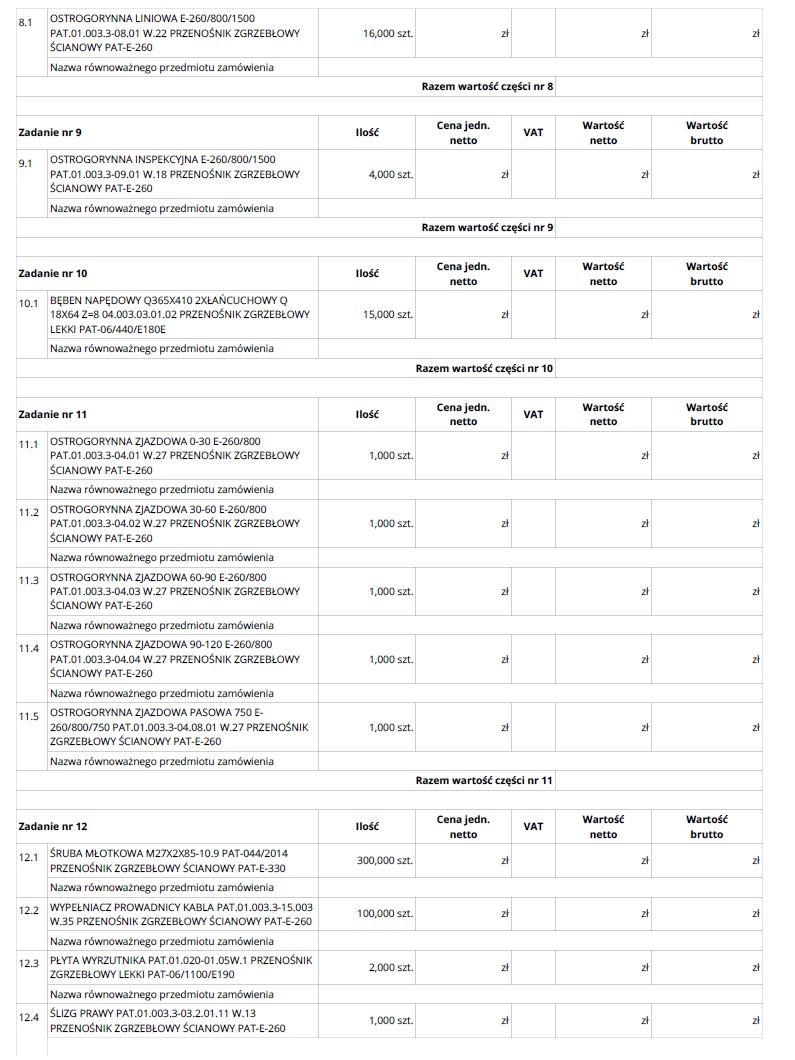 8.1 OSTROGORYNNA LINIOWA E-260/800/1500
PAT.01.003.3-08.01 W.22 PRZENOŚNIK ZGRZEBŁOWY 16,000 szt. zł zł zł
ŚCIANOWY PAT-E-260
Nazwa równoważnego przedmiotu zamówienia
Razem wartość części nr 8
Zadanie nr 9 Ilość Cena jedn. netto VAT Wartość netto Wartość brutto
9.1 OSTROGORYNNA INSPEKCYJNA E-260/800/1500
PAT.01.003.3-09.01 W.18 PRZENOŚNIK ZGRZEBŁOWY 4,000 szt. zł zł zł
ŚCIANOWY PAT-E-260
Nazwa równoważnego przedmiotu zamówienia
Razem wartość części nr 9
Zadanie nr 10 Ilość Cena jedn. netto VAT Wartość netto Wartość brutto
10.1 BĘBEN NAPĘDOWY Q365X410 2XŁAŃCUCHOWY Q
18X64 Z=8 04.003.03.01.02 PRZENOŚNIK ZGRZEBŁOWY 15,000 szt. zł zł zł
LEKKI PAT-06/440/E180E
Nazwa równoważnego przedmiotu zamówienia
Razem wartość części nr 10
Zadanie nr 11 Ilość Cena jedn. netto VAT Wartość netto Wartość brutto
11.1 OSTROGORYNNA ZJAZDOWA 0-30 E-260/800
PAT.01.003.3-04.01 W.27 PRZENOŚNIK ZGRZEBŁOWY 1,000 szt. zł zł zł
ŚCIANOWY PAT-E-260
Nazwa równoważnego przedmiotu zamówienia
11.2 OSTROGORYNNA ZJAZDOWA 30-60 E-260/800
PAT.01.003.3-04.02 W.27 PRZENOŚNIK ZGRZEBŁOWY 1,000 szt. zł zł zł
ŚCIANOWY PAT-E-260
Nazwa równoważnego przedmiotu zamówienia
11.3 OSTROGORYNNA ZJAZDOWA 60-90 E-260/800
PAT.01.003.3-04.03 W.27 PRZENOŚNIK ZGRZEBŁOWY 1,000 szt. zł zł zł
ŚCIANOWY PAT-E-260
Nazwa równoważnego przedmiotu zamówienia
11.4 OSTROGORYNNA ZJAZDOWA 90-120 E-260/800
PAT.01.003.3-04.04 W.27 PRZENOŚNIK ZGRZEBŁOWY 1,000 szt. zł zł zł
ŚCIANOWY PAT-E-260
Nazwa równoważnego przedmiotu zamówienia
11.5 OSTROGORYNNA ZJAZDOWA PASOWA 750 E-
260/800/750 PAT.01.003.3-04.08.01 W.27 PRZENOŚNIK 1,000 szt. zł zł zł
ZGRZEBŁOWY ŚCIANOWY PAT-E-260
Nazwa równoważnego przedmiotu zamówienia
Razem wartość części nr 11
Zadanie nr 12 Ilość Cena jedn. netto VAT Wartość netto Wartość brutto
12.1 ŚRUBA MŁOTKOWA M27X2X85-10.9 PAT-044/2014
PRZENOŚNIK ZGRZEBŁOWY ŚCIANOWY PAT-E-330 300,000 szt. zł zł zł
Nazwa równoważnego przedmiotu zamówienia
12.2 WYPEŁNIACZ PROWADNICY KABLA PAT.01.003.3-15.003
W.35 PRZENOŚNIK ZGRZEBŁOWY ŚCIANOWY PAT-E-260 100,000 szt. zł zł zł
Nazwa równoważnego przedmiotu zamówienia
12.3 PŁYTA WYRZUTNIKA PAT.01.020-01.05W.1 PRZENOŚNIK
ZGRZEBŁOWY LEKKI PAT-06/1100/E190 2,000 szt. zł zł zł
Nazwa równoważnego przedmiotu zamówienia
12.4 ŚLIZG PRAWY PAT.01.003.3-03.2.01.11 W.13
PRZENOŚNIK ZGRZEBŁOWY ŚCIANOWY PAT-E-260 1,000 szt. zł zł zł